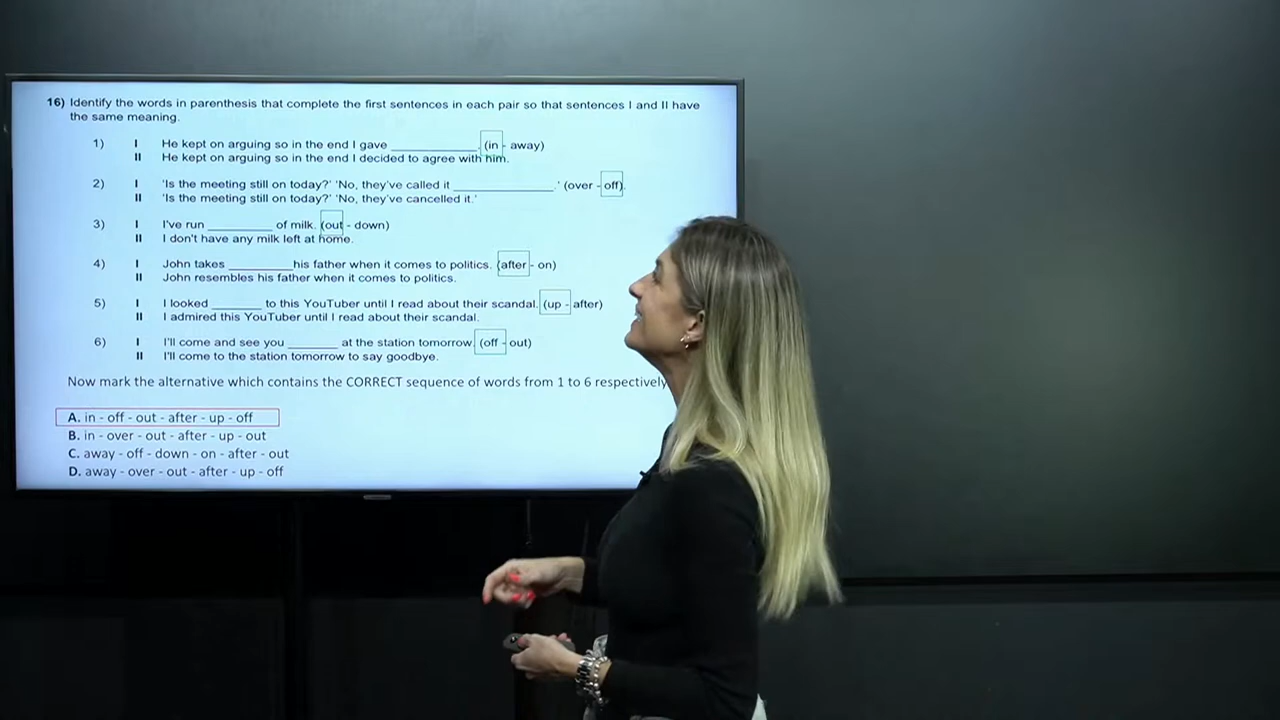 16) Identify the words in parenthesis that complete the first sentences in each pair so that sentences I and II have
the same meaning.
1) I He kept on arguing so in the end I gave ____________. (in - away)
II He kept on arguing so in the end I decided to agree with him.
2) I 'Is the meeting still on today?' 'No, they've called it ______________.' (over - off).
II 'Is the meeting still on today?' 'No, they've cancelled it.'
3) I I've run _________ of milk. (out - down)
II I don't have any milk left at home.
4) I John takes _________his father when it comes to politics. (after - on)
II John resembles his father when it comes to politics.
5) I I looked _______ to this YouTuber until I read about their scandal. (up - after)
II I admired this YouTuber until I read about their scandal.
6) I I'll come and see you _______ at the station tomorrow. (off - out)
II I'll come to the station tomorrow to say goodbye.
Now mark the alternative which contains the CORRECT sequence of words from 1 to 6 respectively
A. in - off - out - after - up - off
B. in - over - out - after - up - out
C. away - off - down - on - after - out
D. away - over - out - after - up - off